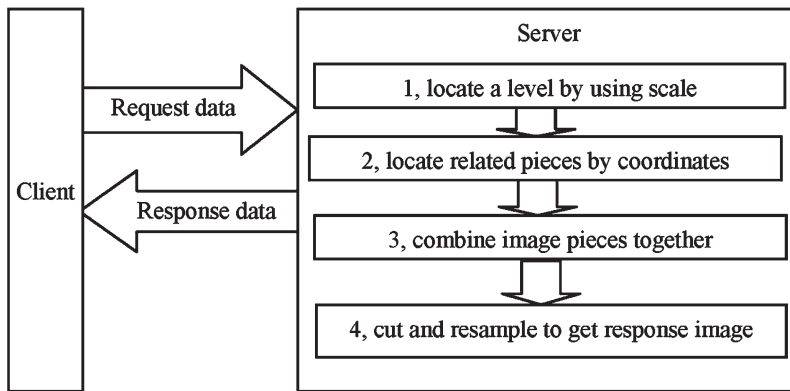 Server
1, locate a level by using scale
Request data
2, locate related pieces by coordinates
Client
Response data
3, combine image pieces together
4, cut and resample to get response image